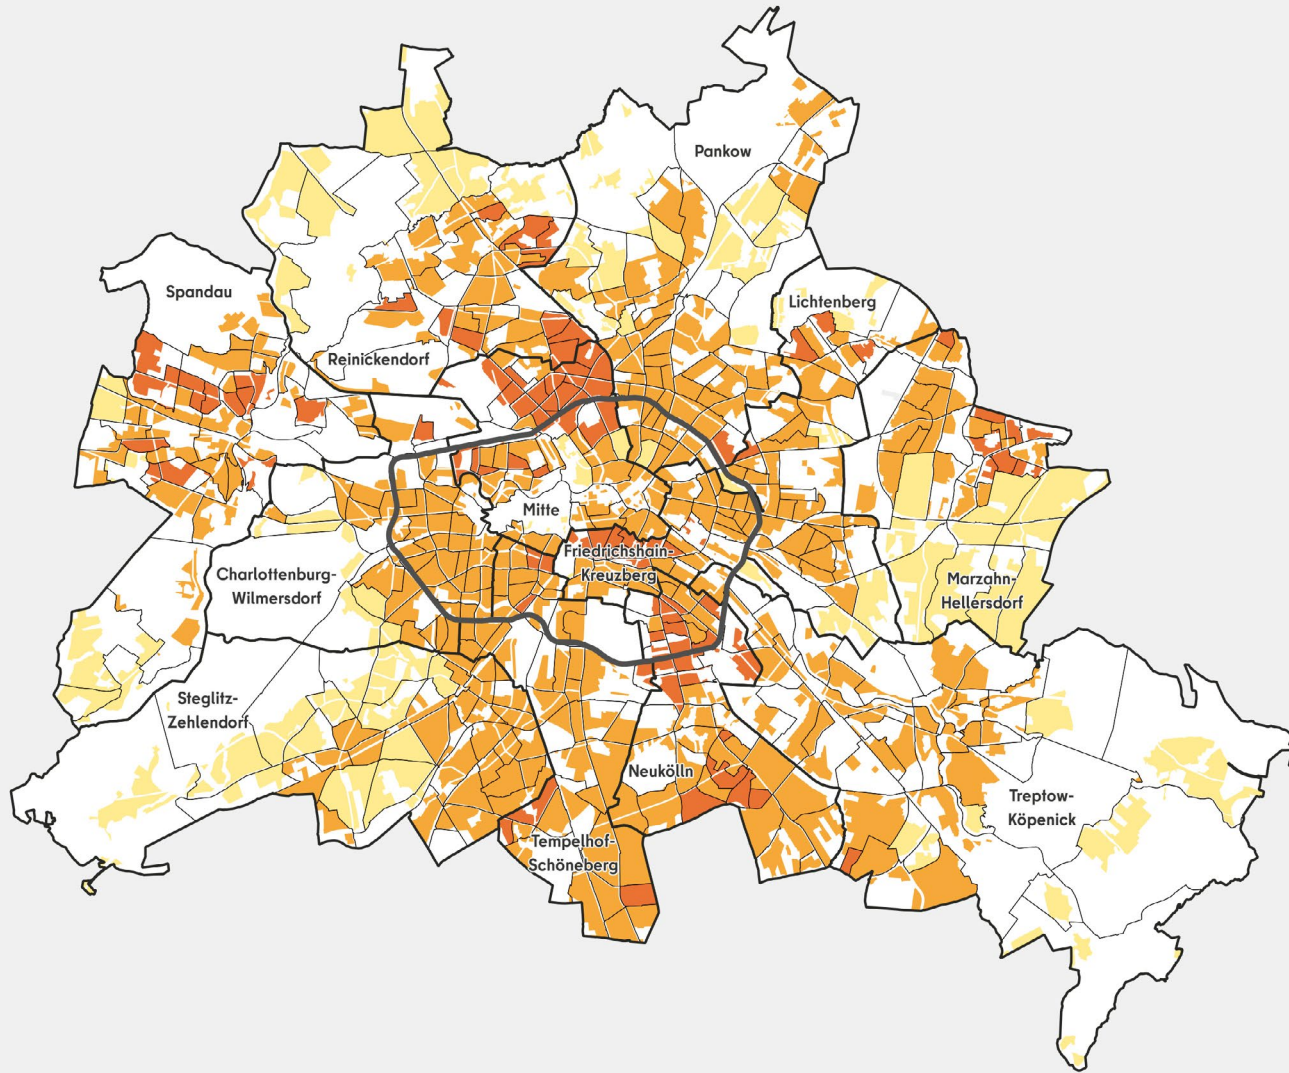 Pankow
Spandau
Lichtenberg
Reinickendorf
Mitte
Friedrichshain-
Kreuzberg
Charlottenburg-
Wilmersdorf
Marzahn-
Hellersdorf
Steglitz-
Zehlendorf
Neukölln
Treptow-
Köpenick
Tempelhof-
Schöneberg